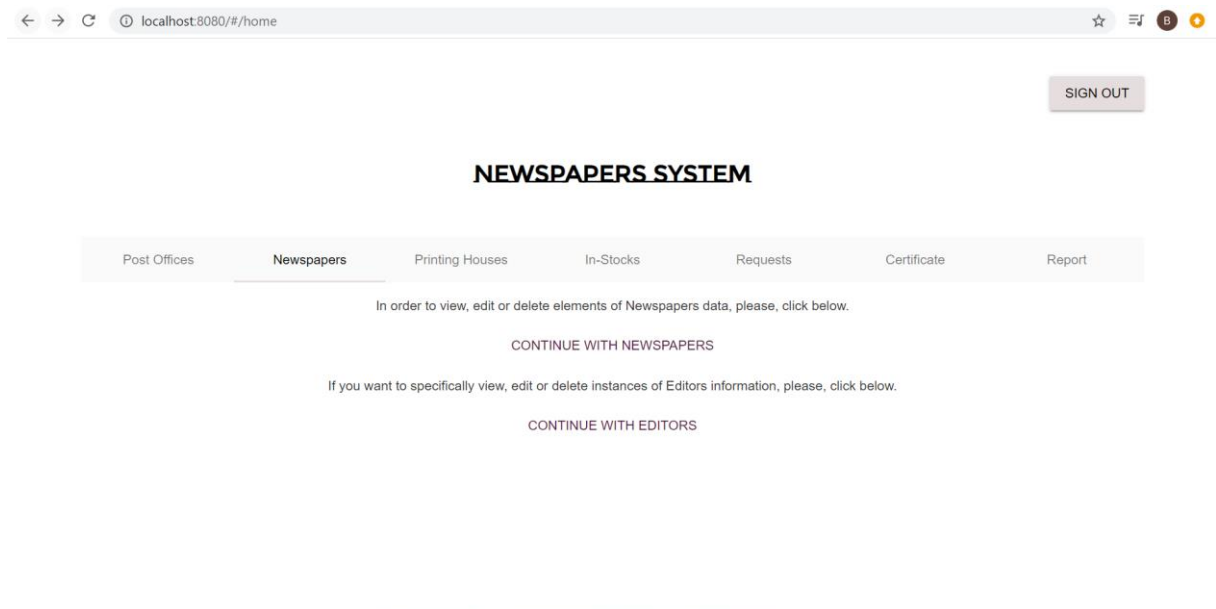 localhost:8080/#/home
B
SIGN OUT
NEWSPAPERS SYSTEM
Post Offices Newspapers Printing Houses In-Stocks Requests Certificate Report
In order to view, edit or delete elements of Newspapers data, please, click below.
CONTINUE WITH NEWSPAPERS
If you want to specifically view, edit or delete instances of Editors information, please, click below.
CONTINUE WITH EDITORS